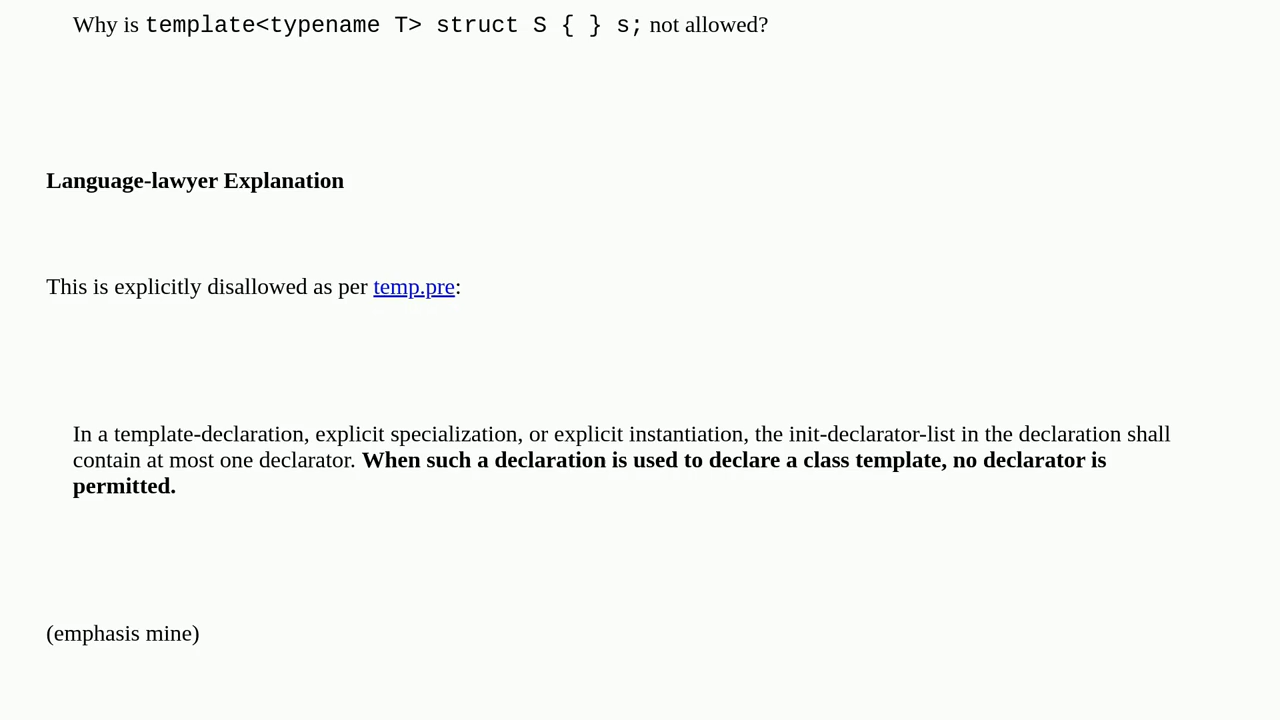 Why is template<typename T> struct S { } s; not allowed?
Language-lawyer Explanation
This is explicitly disallowed as per temp.pre:
In a template-declaration, explicit specialization, or explicit instantiation, the init-declarator-list in the declaration shall
contain at most one declarator. When such a declaration is used to declare a class template, no declarator is
permitted.
(emphasis mine)